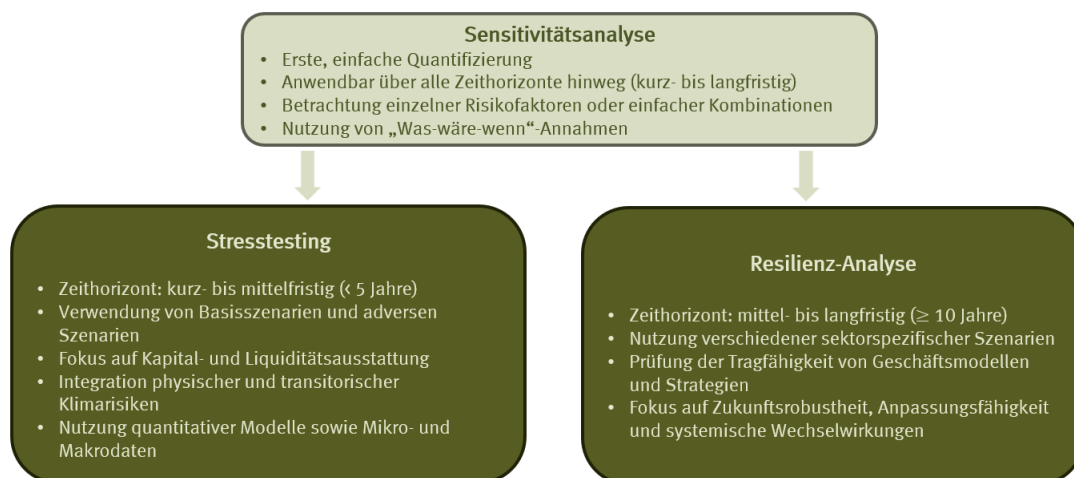 Sensitivitätsanalyse
• Erste, einfache Quantifizierung
• Anwendbar über alle Zeithorizonte hinweg (kurz- bis langfristig)
• Betrachtung einzelner Risikofaktoren oder einfacher Kombinationen
• Nutzung von „Was-wäre-wenn“-Annahmen
Stresstesting
• Zeithorizont: kurz- bis mittelfristig (< 5 Jahre)
• Verwendung von Basisszenarien und adversen
Szenarien
• Fokus auf Kapital- und Liquiditätsausstattung
• Integration physischer und transitorischer
Klimarisiken
• Nutzung quantitativer Modelle sowie Mikro- und
Makrodaten
Resilienz-Analyse
• Zeithorizont: mittel- bis langfristig (≥ 10 Jahre)
• Nutzung verschiedener sektorspezifischer Szenarien
• Prüfung der Tragfähigkeit von Geschäftsmodellen
und Strategien
• Fokus auf Zukunftsrobustheit, Anpassungsfähigkeit
und systemische Wechselwirkungen